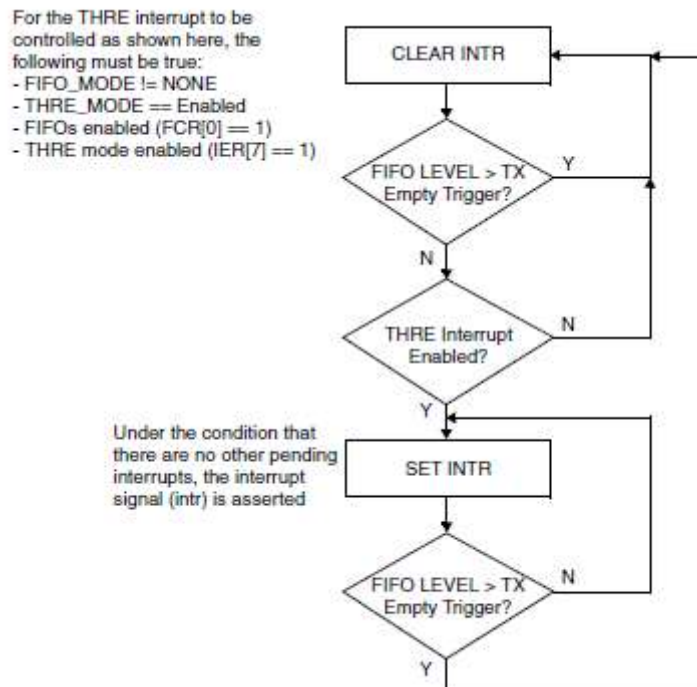 For the THRE interrupt to be
controlled as shown here, the
following must be true:
- FIFO_MODE != NONE
- THRE_MODE == Enabled
- FIFOs enabled (FCR[0] == 1)
- THRE mode enabled (IER[7] == 1)
CLEAR INTR
FIFO LEVEL > TX
Empty Trigger?
Y
N
THRE Interrupt
Enabled?
N
Y
Under the condition that
there are no other pending
interrupts, the interrupt
signal (intr) is asserted
SET INTR
FIFO LEVEL > TX
Empty Trigger?
N
Y